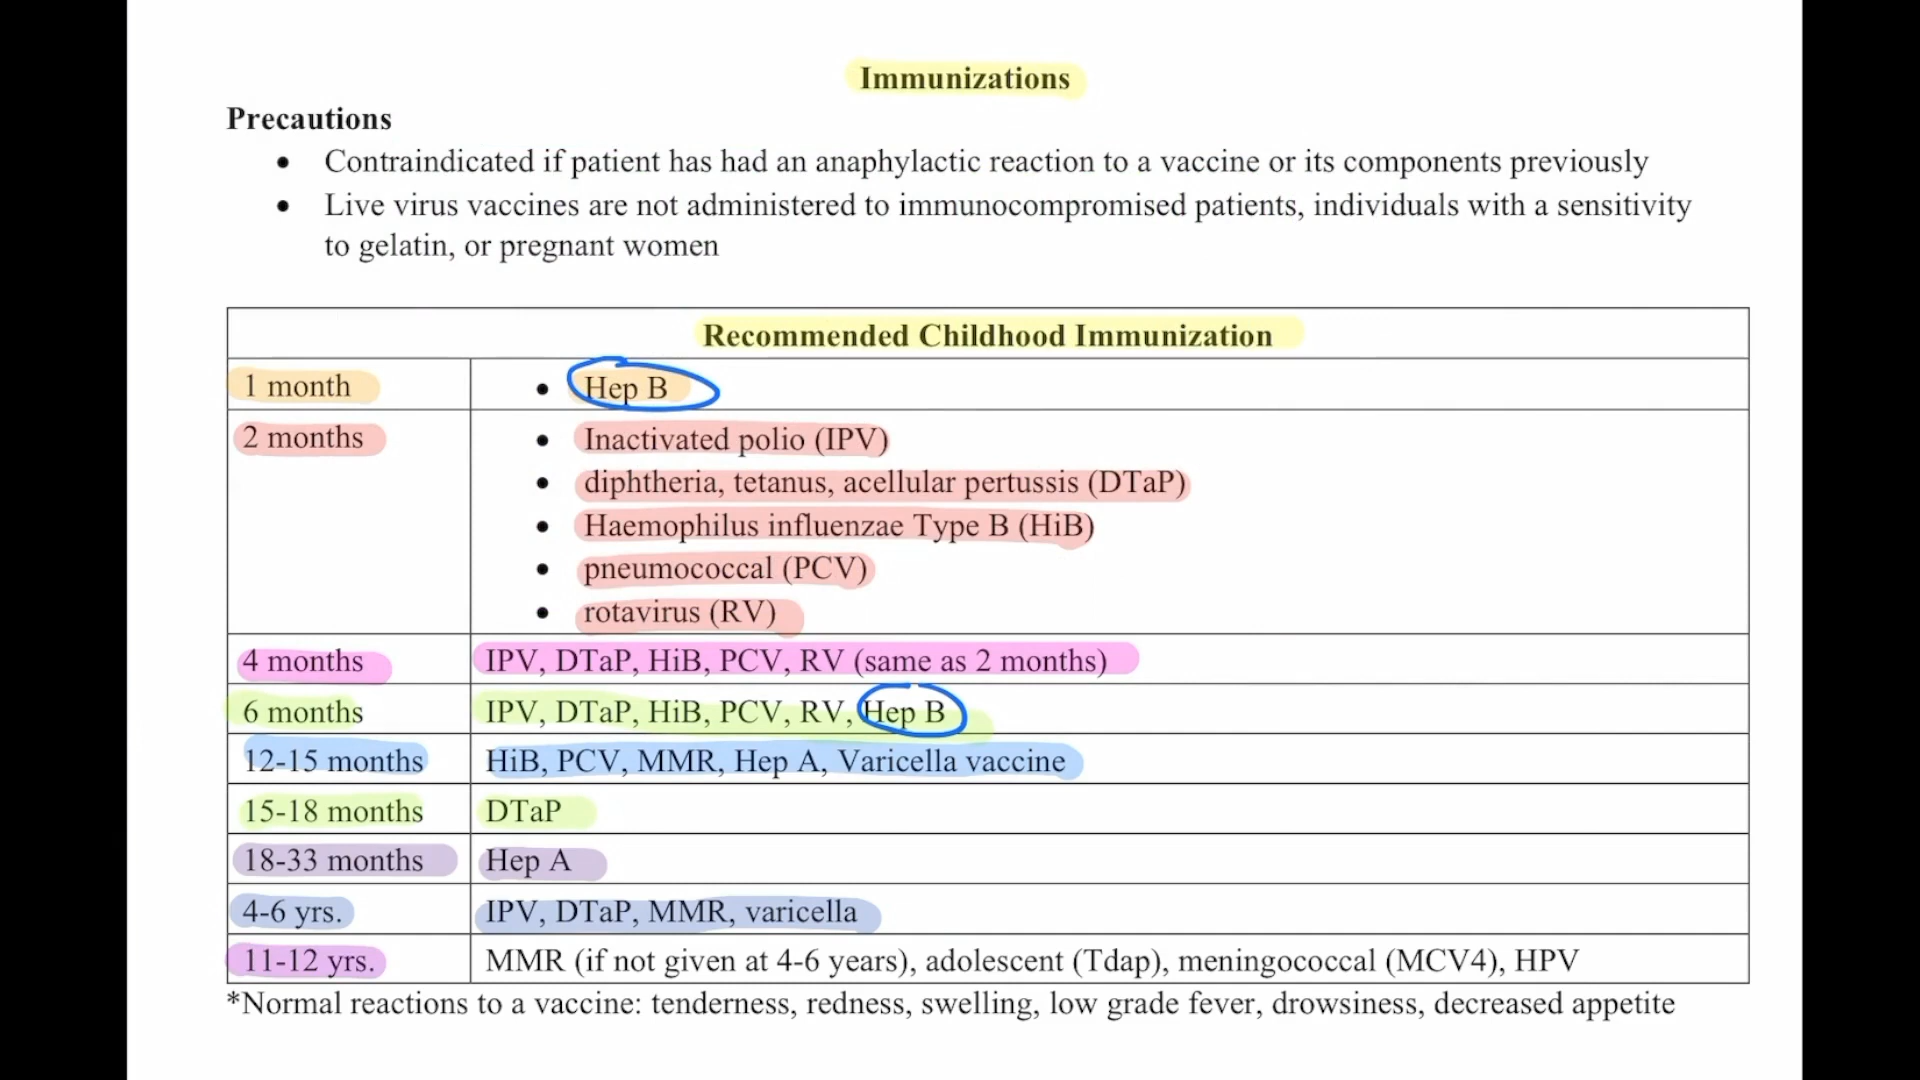 Immunizations
Precautions
• Contraindicated if patient has had an anaphylactic reaction to a vaccine or its components previously
• Live virus vaccines are not administered to immunocompromised patients, individuals with a sensitivity
to gelatin, or pregnant women
Recommended Childhood Immunization
1 month
• Hep B
2 months
• Inactivated polio (IPV)
• diphtheria, tetanus, acellular pertussis (DTaP)
• Haemophilus influenzae Type B (HiB)
• pneumococcal (PCV)
• rotavirus (RV)
4 months
IPV, DTaP, HiB, PCV, RV (same as 2 months)
6 months
IPV, DTaP, HiB, PCV, RV, Hep B
12-15 months
HiB, PCV, MMR, Hep A, Varicella vaccine
15-18 months
DTaP
18-33 months
Hep A
4-6 yrs.
IPV, DTaP, MMR, varicella
11-12 yrs.
MMR (if not given at 4-6 years), adolescent (Tdap), meningococcal (MCV4), HPV
*Normal reactions to a vaccine: tenderness, redness, swelling, low grade fever, drowsiness, decreased appetite